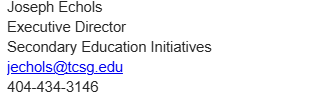 Joseph Echols
Executive Director
Secondary Education Initiatives
jechols@tcsg.edu
404-434-3146